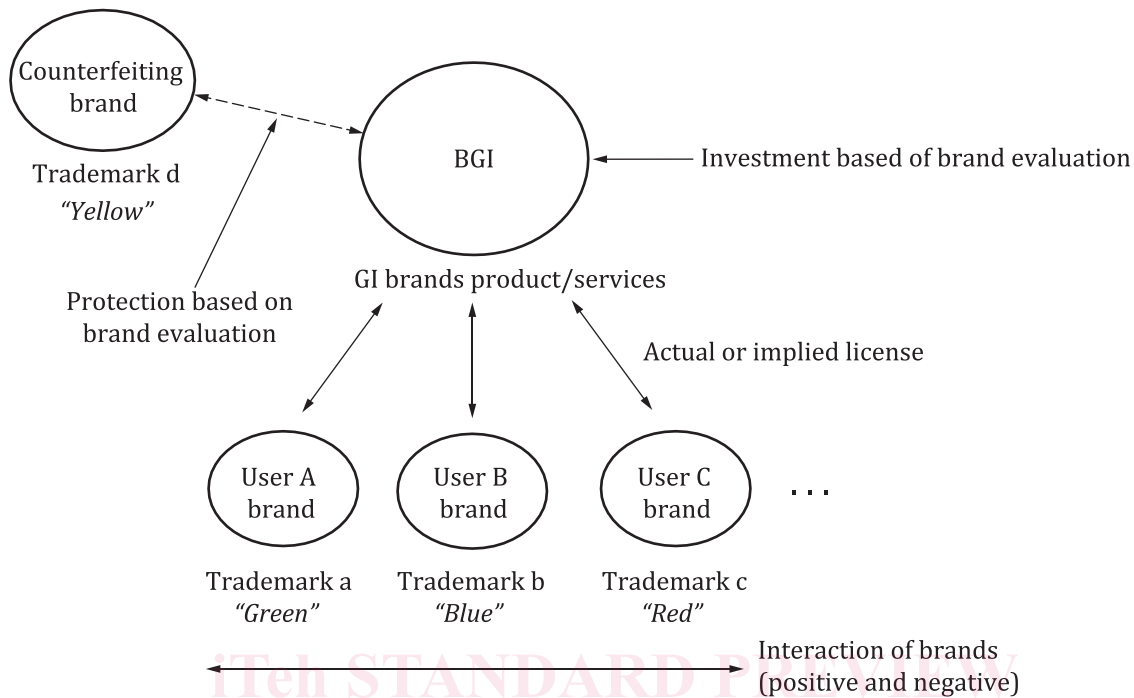 Counterfeiting
brand
Trademark d
“Yellow”
BGI
Investment based of brand evaluation
GI brands product/services
Protection based on
brand evaluation
Actual or implied license
User A
brand
User B
brand
User C
brand
...
Trademark a
“Green”
Trademark b
“Blue”
Trademark c
“Red”
Interaction of brands
(positive and negative)
iTeh STANDARD PREVIEW